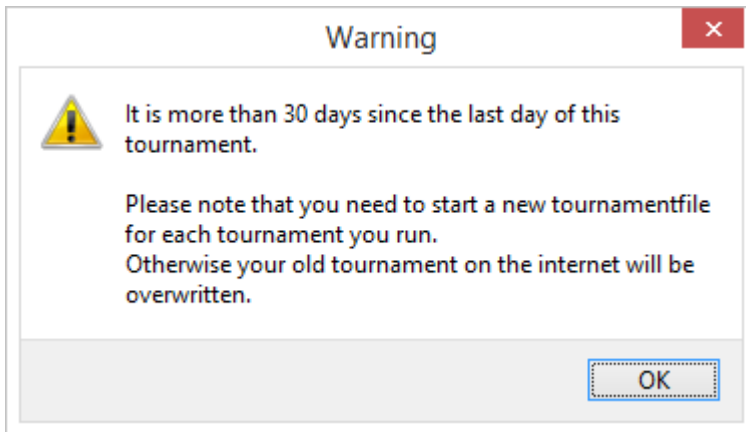 Warning
It is more than 30 days since the last day of this
tournament.
Please note that you need to start a new tournamentfile
for each tournament you run.
Otherwise your old tournament on the internet will be
overwritten.
OK